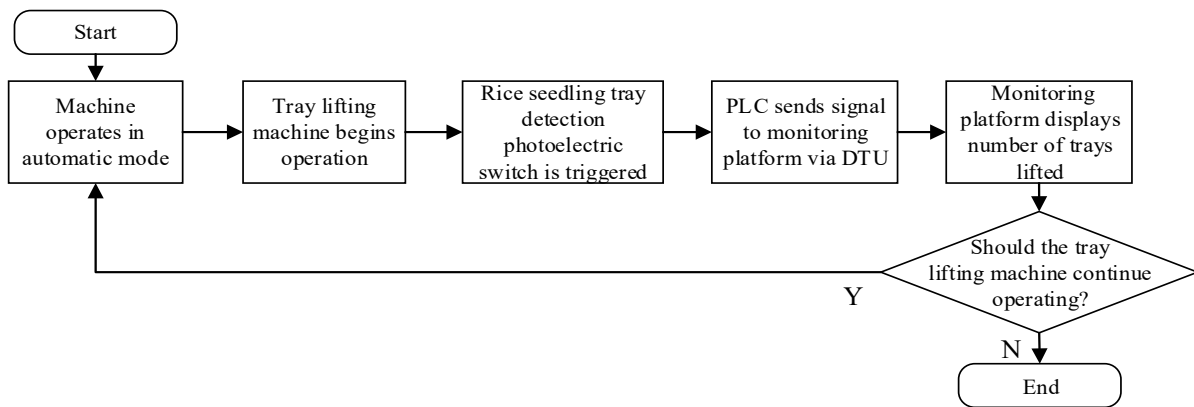 Start
Machine
operates in
automatic mode
Tray lifting
machine begins
operation
Rice seedling tray
detection
photoelectric
switch is triggered
PLC sends signal
to monitoring
platform via DTU
Monitoring
platform displays
number of trays
lifted
Should the tray
lifting machine continue
operating?
Y
N
End